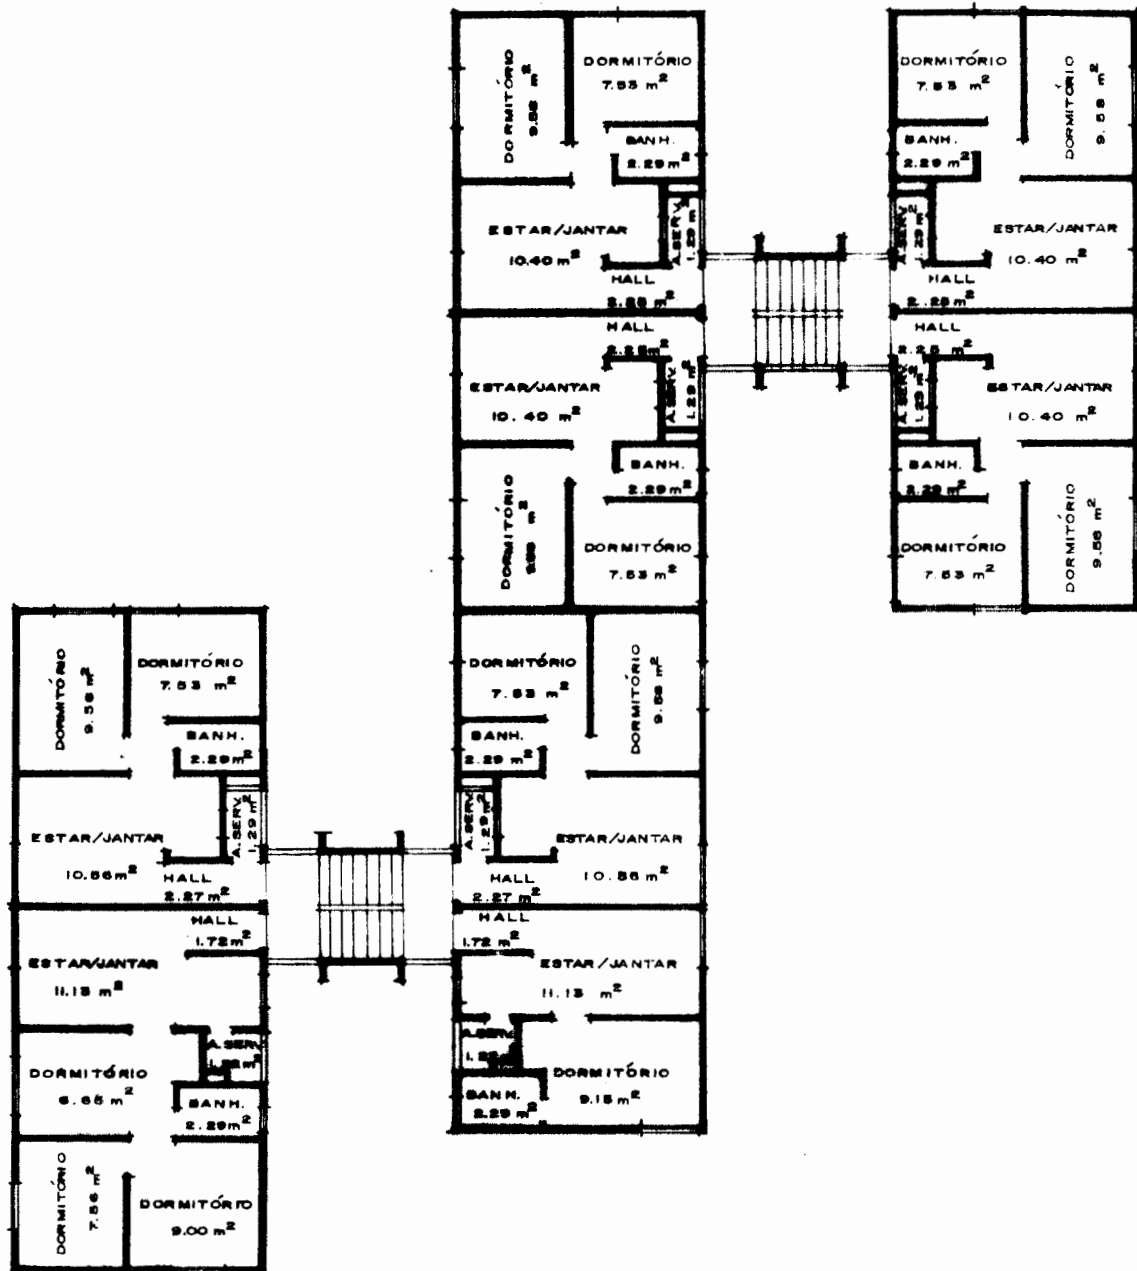 DORMITÓRIO
9.58 m²
DORMITÓRIO
7.53 m²
BANH.
2.29 m²
ESTAR/JANTAR
10.40 m²
A.SERV.
1.29 m²
HALL
HALL
2.28 m²
ESTAR/JANTAR
10.40 m²
A.SERV.
1.29 m²
BANH.
2.29 m²
DORMITÓRIO
DORMITÓRIO
7.53 m²
DORMITÓRIO
7.53 m²
DORMITÓRIO
9.58 m²
BANH.
2.29 m²
A.SERV.
1.29 m²
ESTAR/JANTAR
10.40 m²
HALL
2.28 m²
HALL
2.28 m²
A.SERV.
1.29 m²
ESTAR/JANTAR
10.40 m²
BANH.
2.29 m²
DORMITÓRIO
7.53 m²
DORMITÓRIO
9.58 m²
DORMITÓRIO
9.58 m²
DORMITÓRIO
7.53 m²
BANH.
2.29 m²
ESTAR/JANTAR
10.86 m²
A.SERV.
1.29 m²
HALL
2.27 m²
HALL
1.72 m²
ESTAR/JANTAR
11.13 m²
A.SERV.
DORMITÓRIO
BANH.
2.29 m²
DORMITÓRIO
7.56 m²
DORMITÓRIO
9.00 m²
DORMITÓRIO
7.53 m²
DORMITÓRIO
9.58 m²
BANH.
2.29 m²
A.SERV.
1.29 m²
ESTAR/JANTAR
10.86 m²
HALL
2.27 m²
HALL
1.72 m²
ESTAR/JANTAR
11.13 m²
A.SERV.
DORMITÓRIO
9.15 m²
BANH.
2.29 m²